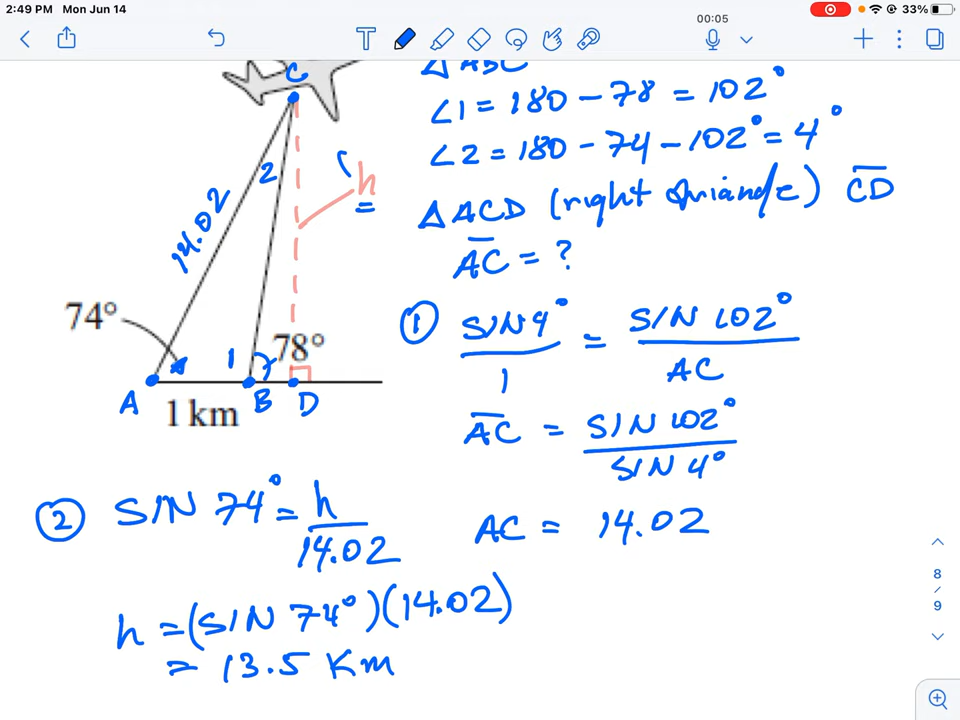 2:49 PM Mon Jun 14
00:05
33%
T
△ ABC
C
∠1 = 180 - 78 = 102°
∠2 = 180 - 74 - 102° = 4°
2
h
=
14.02
△ACD (right triangle) CD̅
A̅C̅ = ?
74°
1
78°
① SIN 4° / 1 = SIN 102° / AC
A
B
D
1 km
A̅C̅ = SIN 102° / SIN 4°
② SIN 74° = h / 14.02
AC = 14.02
h = (SIN 74°)(14.02)
= 13.5 Km
8
/
9